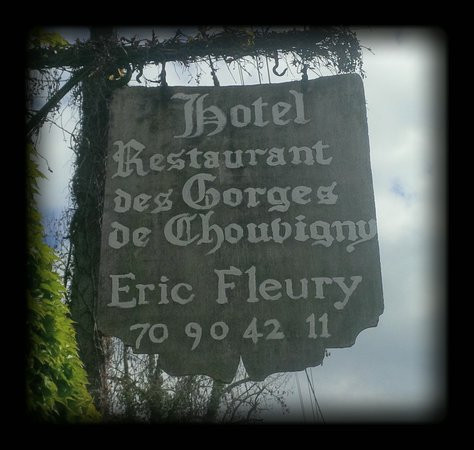 Hotel
Restaurant
des Gorges
de Chouvigny
Eric Fleury
70 90 42 11